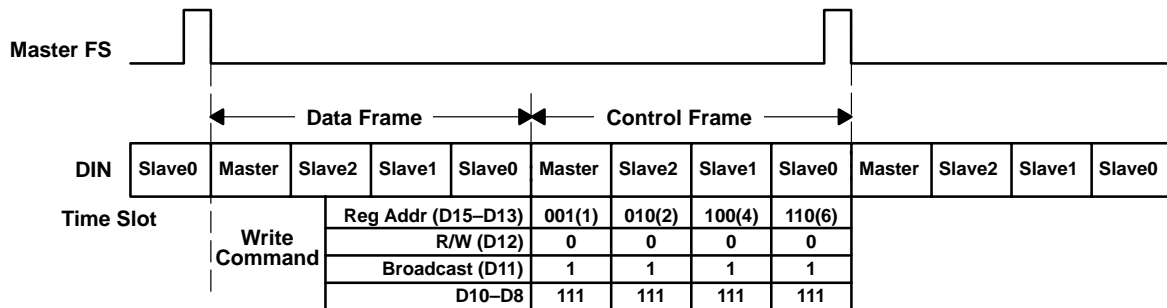 Master FS
Data Frame Control Frame
DIN Slave0 Master Slave2 Slave1 Slave0 Master Slave2 Slave1 Slave0 Master Slave2 Slave1 Slave0
Time Slot
Write
Command
Reg Addr (D15–D13) 001(1) 010(2) 100(4) 110(6)
R/W (D12) 0 0 0 0
Broadcast (D11) 1 1 1 1
D10–D8 111 111 111 111